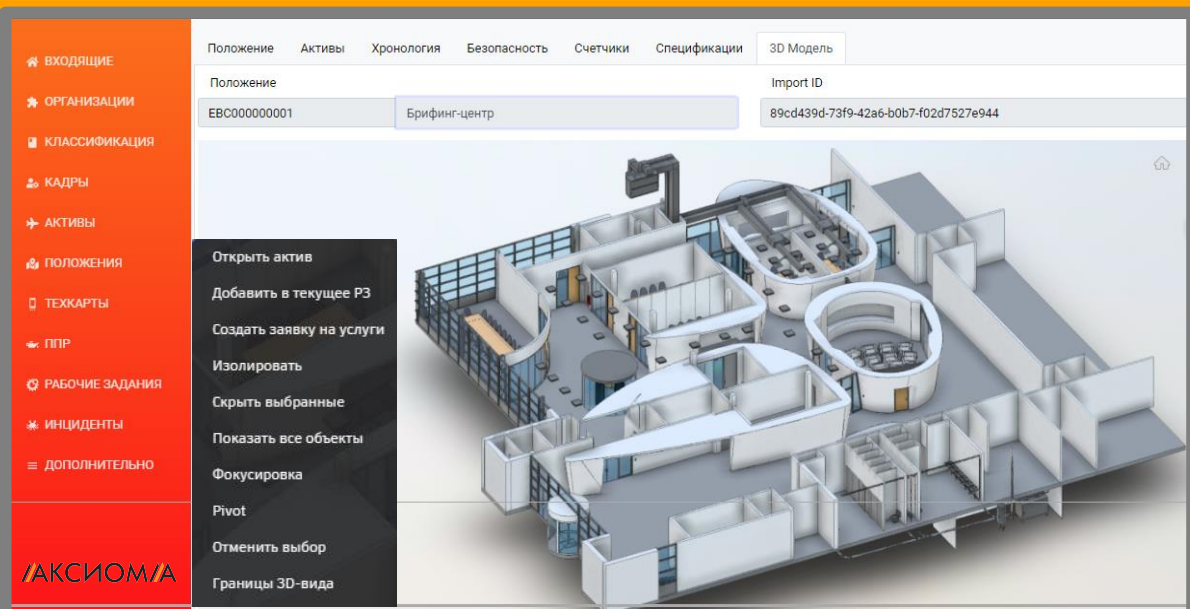 Положение Активы Хронология Безопасность Счетчики Спецификации 3D Модель
Положение Import ID
EBC000000001 Брифинг-центр 89cd439d-73f9-42a6-b0b7-f02d7527e944
ВХОДЯЩИЕ
ОРГАНИЗАЦИИ
КЛАССИФИКАЦИЯ
КАДРЫ
АКТИВЫ
ПОЛОЖЕНИЯ
ТЕХКАРТЫ
ППР
РАБОЧИЕ ЗАДАНИЯ
ИНЦИДЕНТЫ
ДОПОЛНИТЕЛЬНО
АКСИОМА
Открыть актив
Добавить в текущее РЗ
Создать заявку на услуги
Изолировать
Скрыть выбранные
Показать все объекты
Фокусировка
Pivot
Отменить выбор
Границы 3D-вида